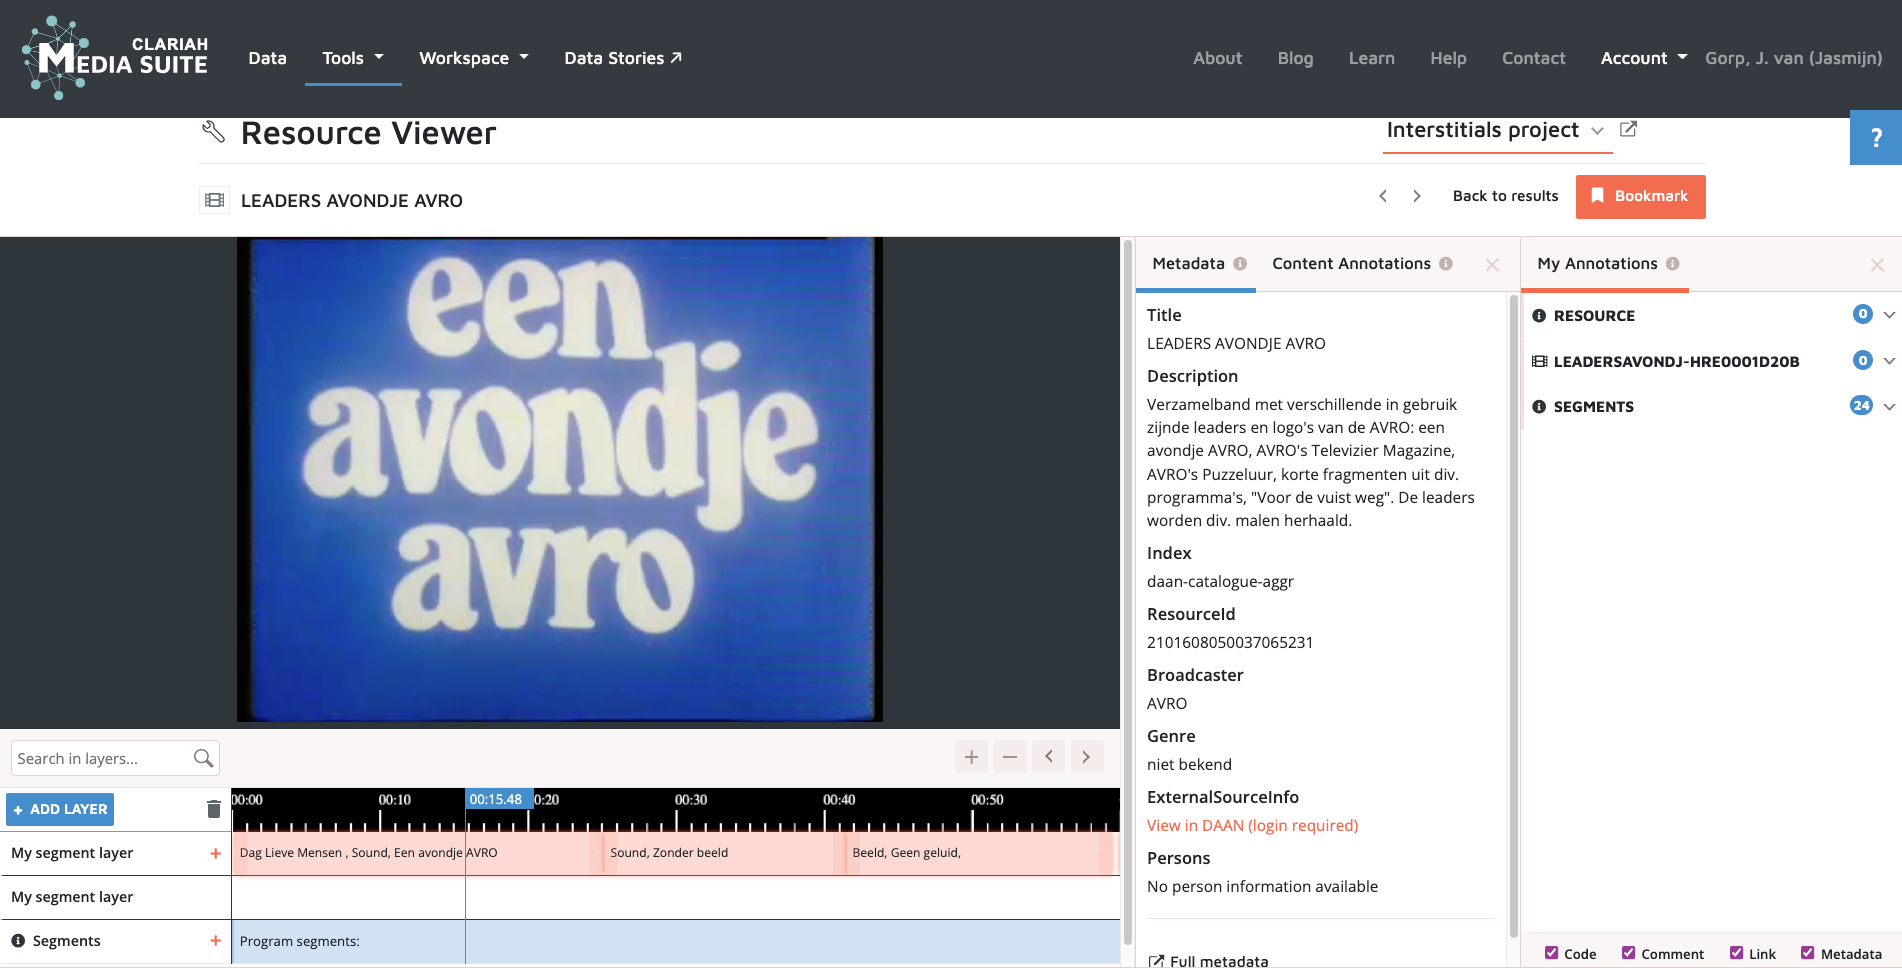 CLARIAH
MEDIA SUITE
Data
Tools
Workspace
Data Stories
About
Blog
Learn
Help
Contact
Account
Gorp, J. van (Jasmijn)
Resource Viewer
Interstitials project
?
LEADERS AVONDJE AVRO
Back to results
Bookmark
een
avondje
avro
Metadata
Content Annotations
Title
LEADERS AVONDJE AVRO
Description
Verzamelband met verschillende in gebruik
zijnde leaders en logo's van de AVRO: een
avondje AVRO, AVRO's Televizier Magazine,
AVRO's Puzzeluur, korte fragmenten uit div.
programma's, "Voor de vuist weg". De leaders
worden div. malen herhaald.
Index
daan-catalogue-aggr
ResourceId
2101608050037065231
Broadcaster
AVRO
Genre
niet bekend
ExternalSourceInfo
View in DAAN (login required)
Persons
No person information available
Full metadata
My Annotations
RESOURCE
0
LEADERSAVONDJ-HRE0001D20B
0
SEGMENTS
24
Code
Comment
Link
Metadata
Search in layers...
+ ADD LAYER
00:00
00:10
00:15.48
0:20
00:30
00:40
00:50
My segment layer
+
Dag Lieve Mensen , Sound, Een avondje AVRO
Sound, Zonder beeld
Beeld, Geen geluid,
My segment layer
Segments
+
Program segments: